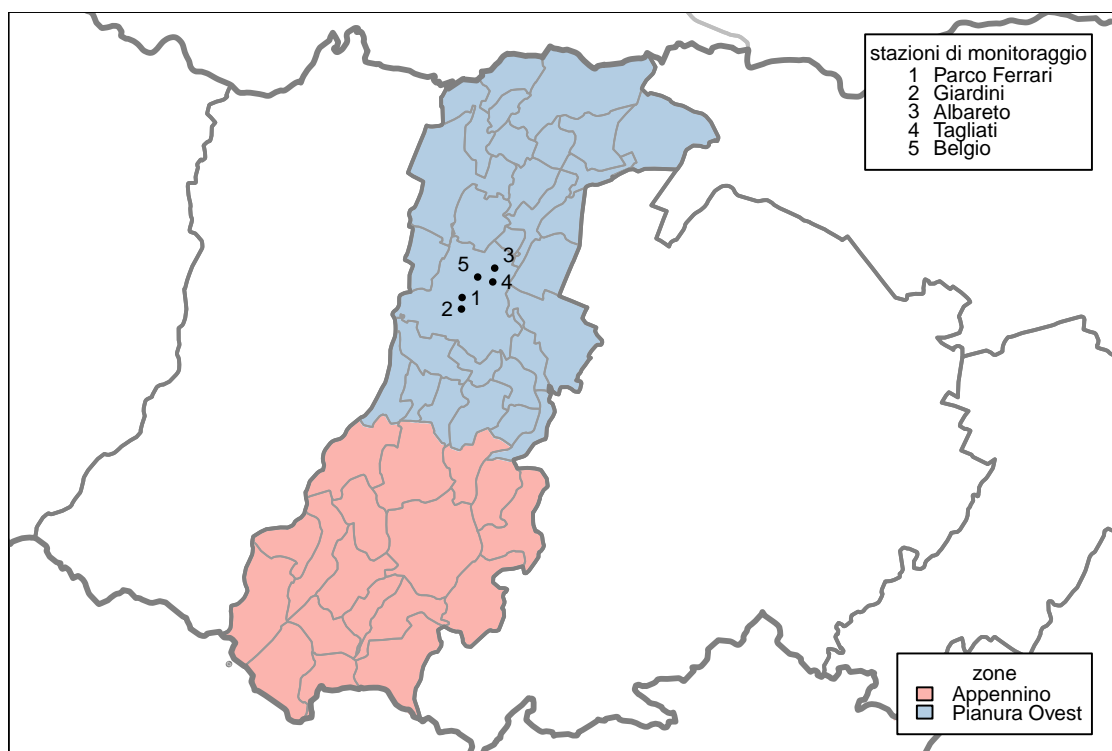 stazioni di monitoraggio
1 Parco Ferrari
2 Giardini
3 Albareto
4 Tagliati
5 Belgio
3
5
4
1
2
zone
Appennino
Pianura Ovest